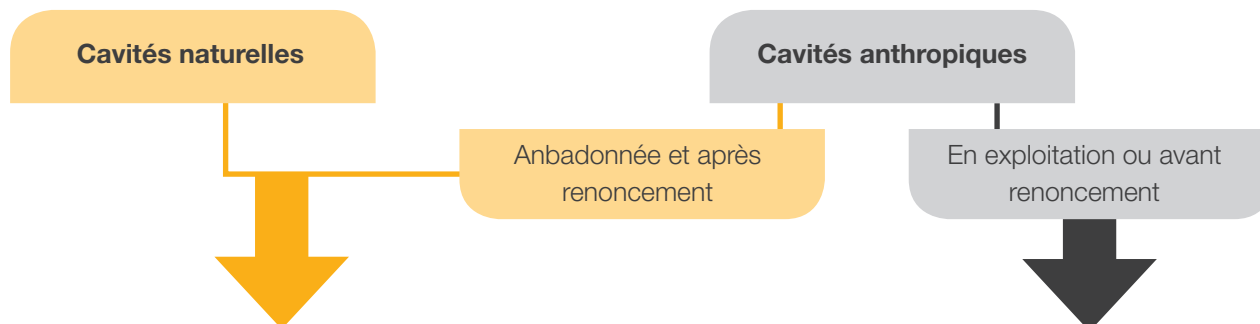 Cavités naturelles
Cavités anthropiques
Anbadonnée et après
renoncement
En exploitation ou avant
renoncement